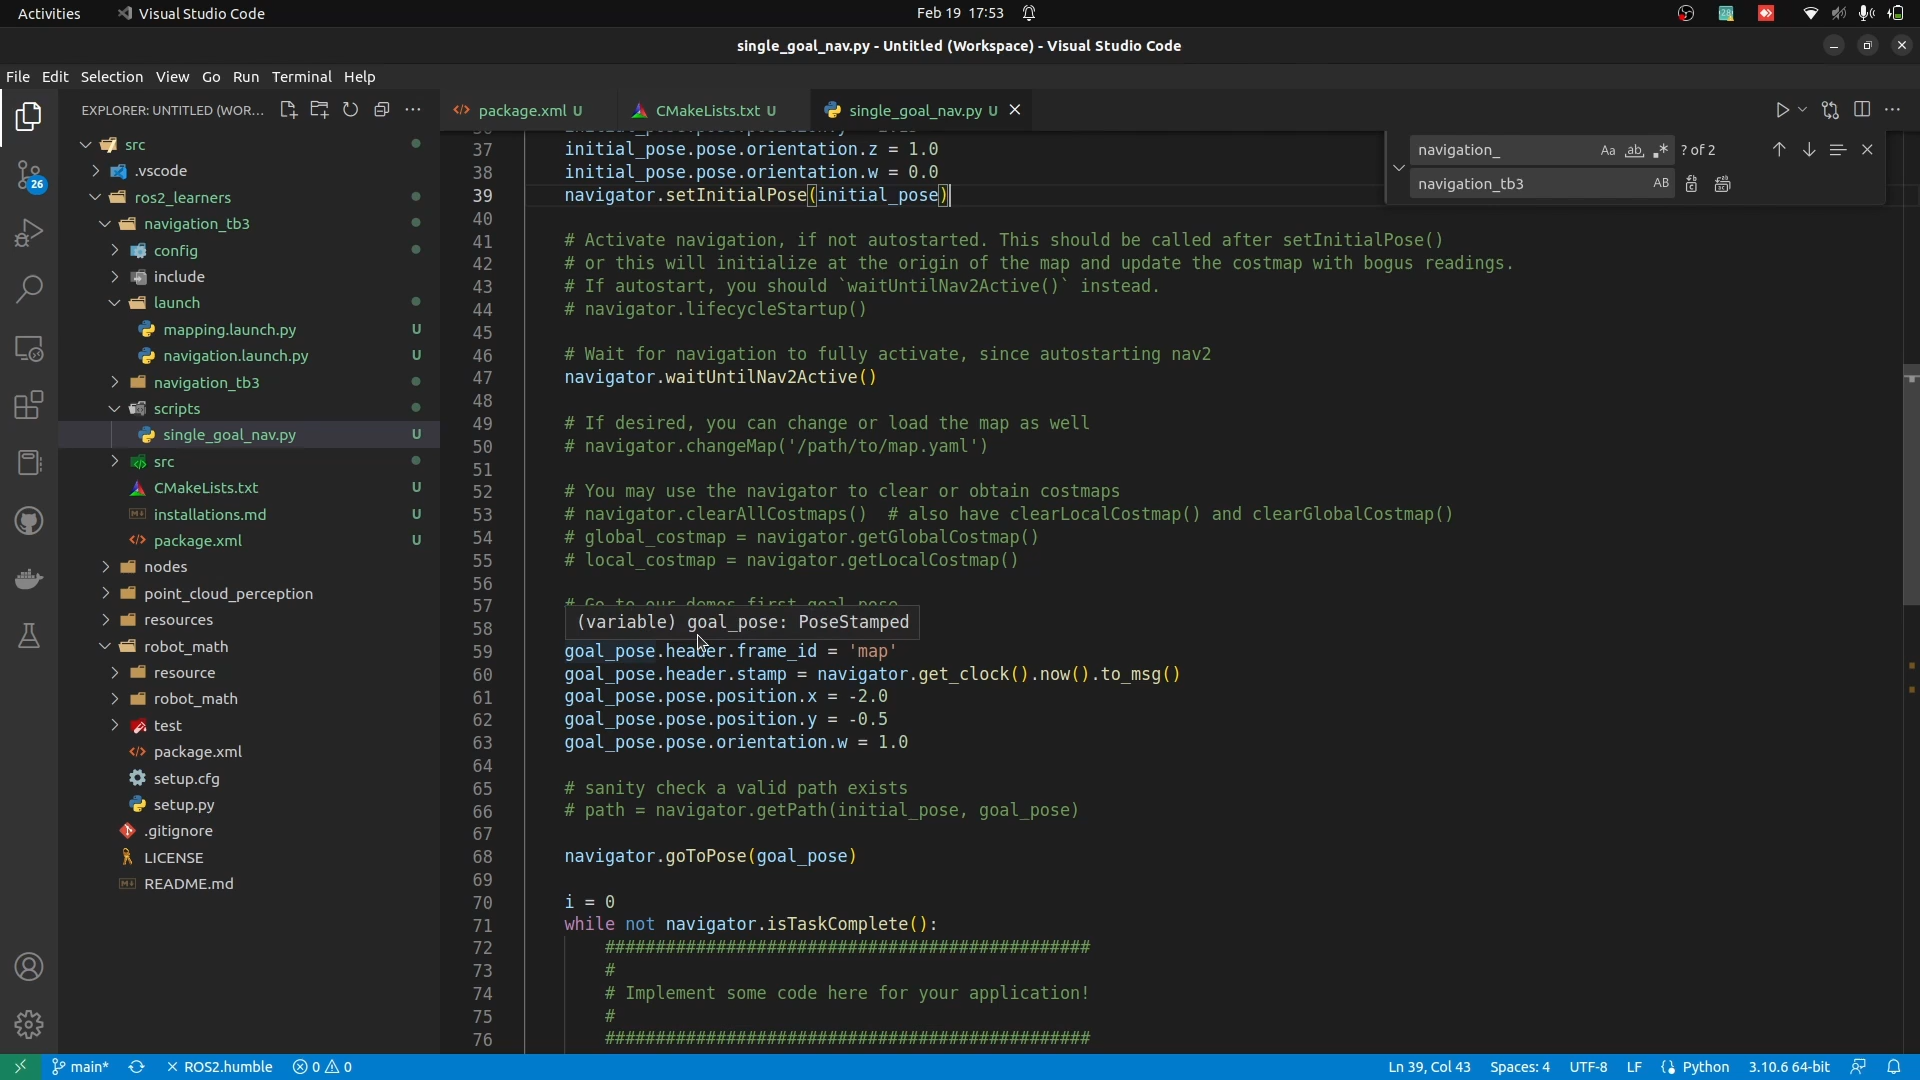 Activities
Visual Studio Code
Feb 19 17:53
single_goal_nav.py - Untitled (Workspace) - Visual Studio Code
File Edit Selection View Go Run Terminal Help
EXPLORER: UNTITLED (WOR...
package.xml U
CMakeLists.txt U
single_goal_nav.py U
navigation_
Aa ab .*
? of 2
navigation_tb3
AB
26
src
.vscode
ros2_learners
navigation_tb3
config
include
launch
mapping.launch.py U
navigation.launch.py U
navigation_tb3
scripts
single_goal_nav.py U
src
CMakeLists.txt U
installations.md U
package.xml U
nodes
point_cloud_perception
resources
robot_math
resource
robot_math
test
package.xml
setup.cfg
setup.py
.gitignore
LICENSE
README.md
37 initial_pose.pose.orientation.z = 1.0
38 initial_pose.pose.orientation.w = 0.0
39 navigator.setInitialPose(initial_pose)
40
41 # Activate navigation, if not autostarted. This should be called after setInitialPose()
42 # or this will initialize at the origin of the map and update the costmap with bogus readings.
43 # If autostart, you should `waitUntilNav2Active()` instead.
44 # navigator.lifecycleStartup()
45
46 # Wait for navigation to fully activate, since autostarting nav2
47 navigator.waitUntilNav2Active()
48
49 # If desired, you can change or load the map as well
50 # navigator.changeMap('/path/to/map.yaml')
51
52 # You may use the navigator to clear or obtain costmaps
53 # navigator.clearAllCostmaps()  # also have clearLocalCostmap() and clearGlobalCostmap()
54 # global_costmap = navigator.getGlobalCostmap()
55 # local_costmap = navigator.getLocalCostmap()
56
57 # Go to our demos first goal pose
58 (variable) goal_pose: PoseStamped
59 goal_pose.header.frame_id = 'map'
60 goal_pose.header.stamp = navigator.get_clock().now().to_msg()
61 goal_pose.pose.position.x = -2.0
62 goal_pose.pose.position.y = -0.5
63 goal_pose.pose.orientation.w = 1.0
64
65 # sanity check a valid path exists
66 # path = navigator.getPath(initial_pose, goal_pose)
67
68 navigator.goToPose(goal_pose)
69
70 i = 0
71 while not navigator.isTaskComplete():
72 ################################################
73 #
74 # Implement some code here for your application!
75 #
76 ################################################
main* ROS2.humble 0 0
Ln 39, Col 43 Spaces: 4 UTF-8 LF Python 3.10.6 64-bit